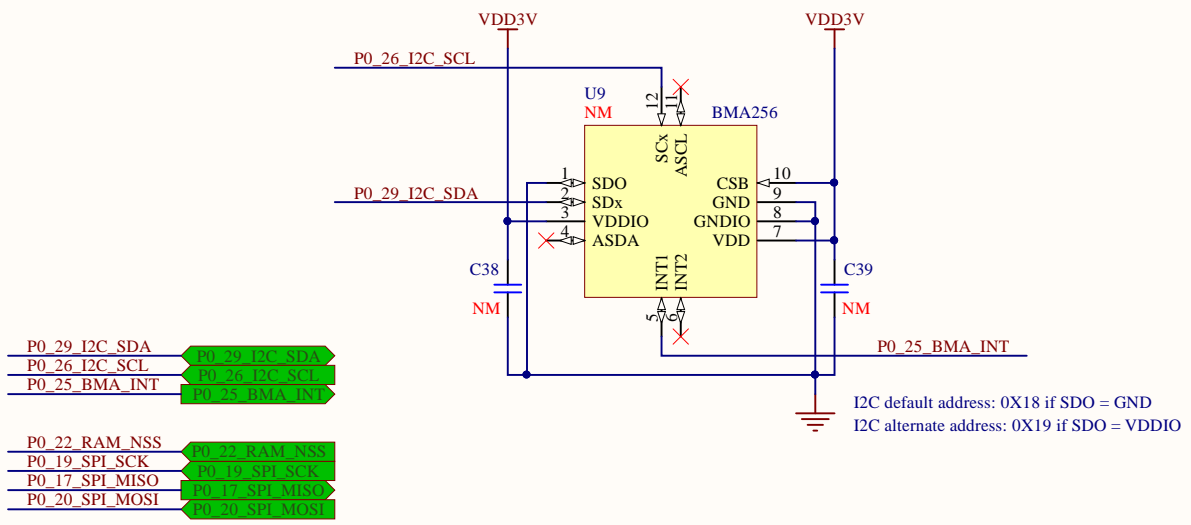 VDD3V
VDD3V
P0_26_I2C_SCL
U9
NM
12
11
BMA256
SCx
ASCL
1
SDO
CSB
10
P0_29_I2C_SDA
2
SDx
GND
9
3
VDDIO
GNDIO
8
4
ASDA
VDD
7
C38
NM
INT1
INT2
C39
NM
5
6
P0_25_BMA_INT
P0_29_I2C_SDA
P0_29_I2C_SDA
P0_26_I2C_SCL
P0_26_I2C_SCL
P0_25_BMA_INT
P0_25_BMA_INT
I2C default address: 0X18 if SDO = GND
I2C alternate address: 0X19 if SDO = VDDIO
P0_22_RAM_NSS
P0_22_RAM_NSS
P0_19_SPI_SCK
P0_19_SPI_SCK
P0_17_SPI_MISO
P0_17_SPI_MISO
P0_20_SPI_MOSI
P0_20_SPI_MOSI